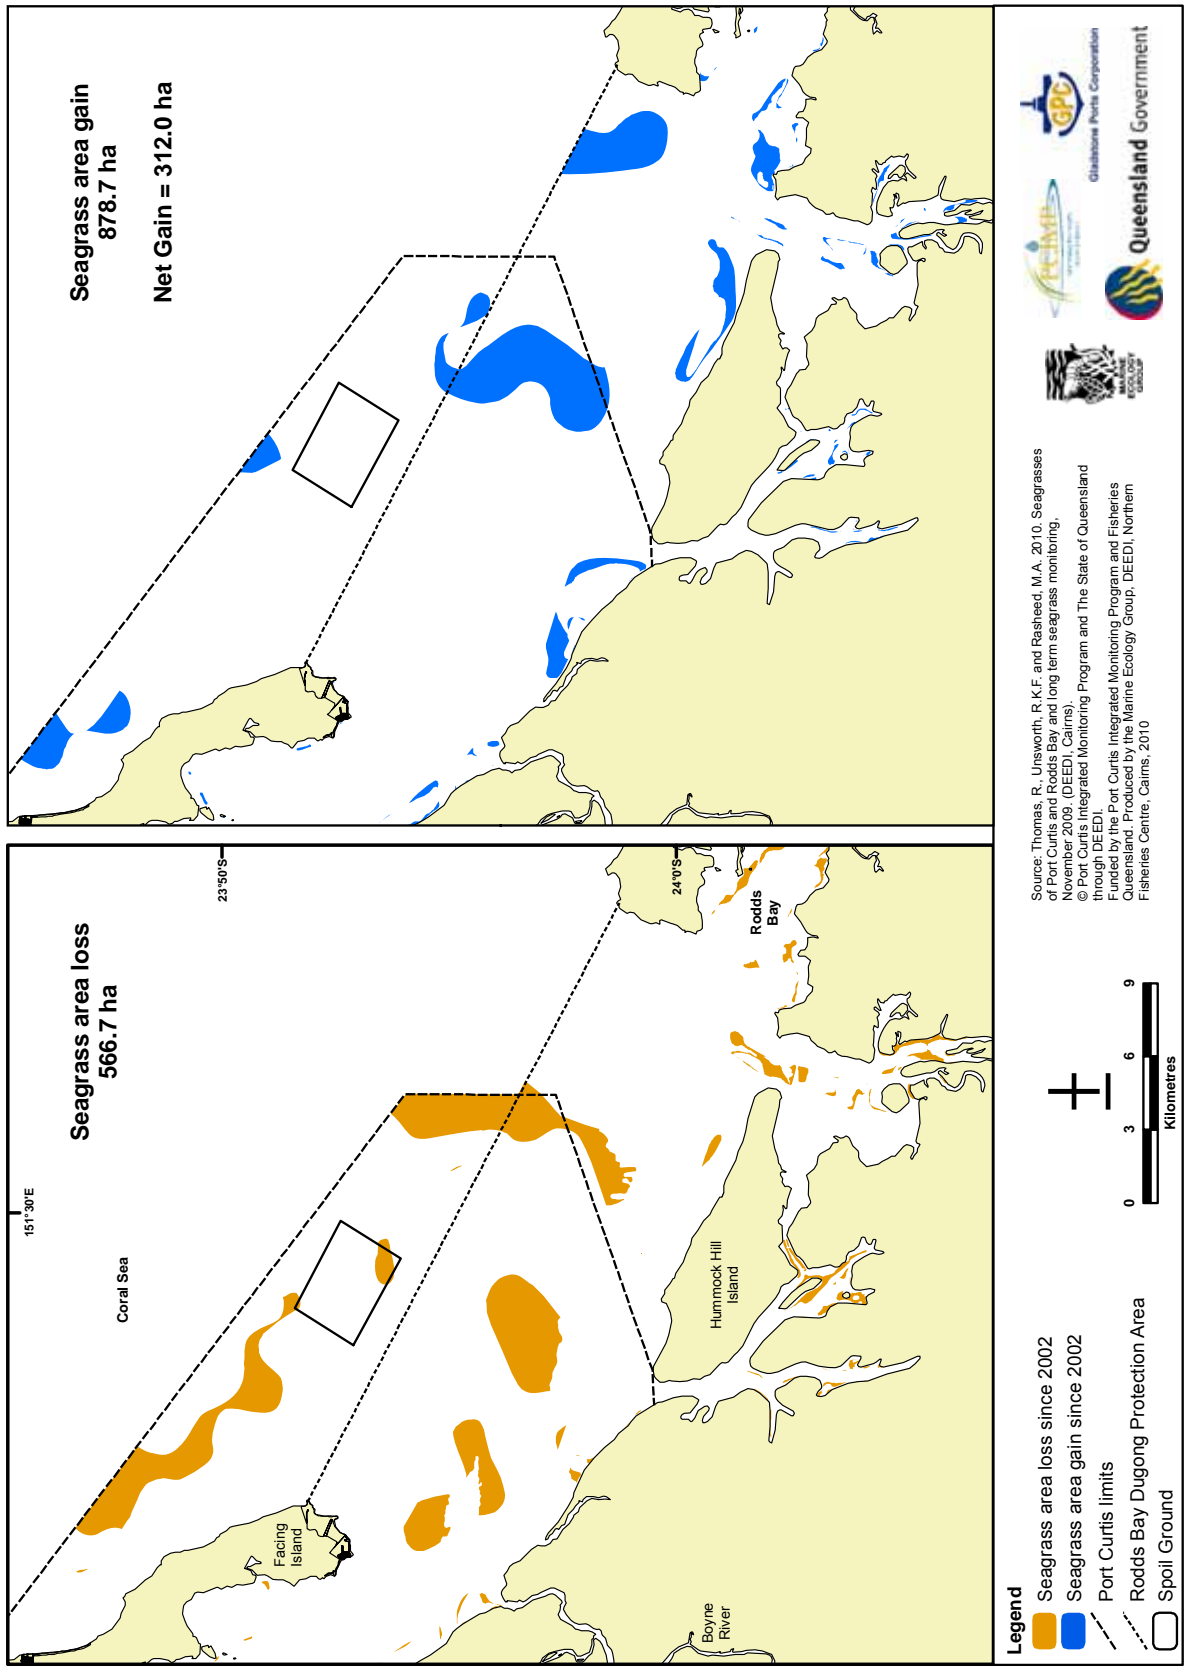 Seagrass area loss
566.7 ha
151°30'E
23°50'S
24°0'S
Coral Sea
Facing
Island
Boyne
River
Hummock Hill
Island
Rodds
Bay
Seagrass area gain
878.7 ha
Net Gain = 312.0 ha
Legend
Seagrass area loss since 2002
Seagrass area gain since 2002
Port Curtis limits
Rodds Bay Dugong Protection Area
Spoil Ground
0 3 6 9
Kilometres
Source: Thomas, R., Unsworth, R.K.F. and Rasheed, M.A. 2010. Seagrasses
of Port Curtis and Rodds Bay and long term seagrass monitoring,
November 2009. (DEEDI, Cairns).
© Port Curtis Integrated Monitoring Program and The State of Queensland
through DEEDI.
Funded by the Port Curtis Integrated Monitoring Program and Fisheries
Queensland. Produced by the Marine Ecology Group, DEEDI, Northern
Fisheries Centre, Cairns, 2010
MARINE
ECOLOGY
GROUP
PCIMP
GPC
Gladstone Ports Corporation
Queensland Government